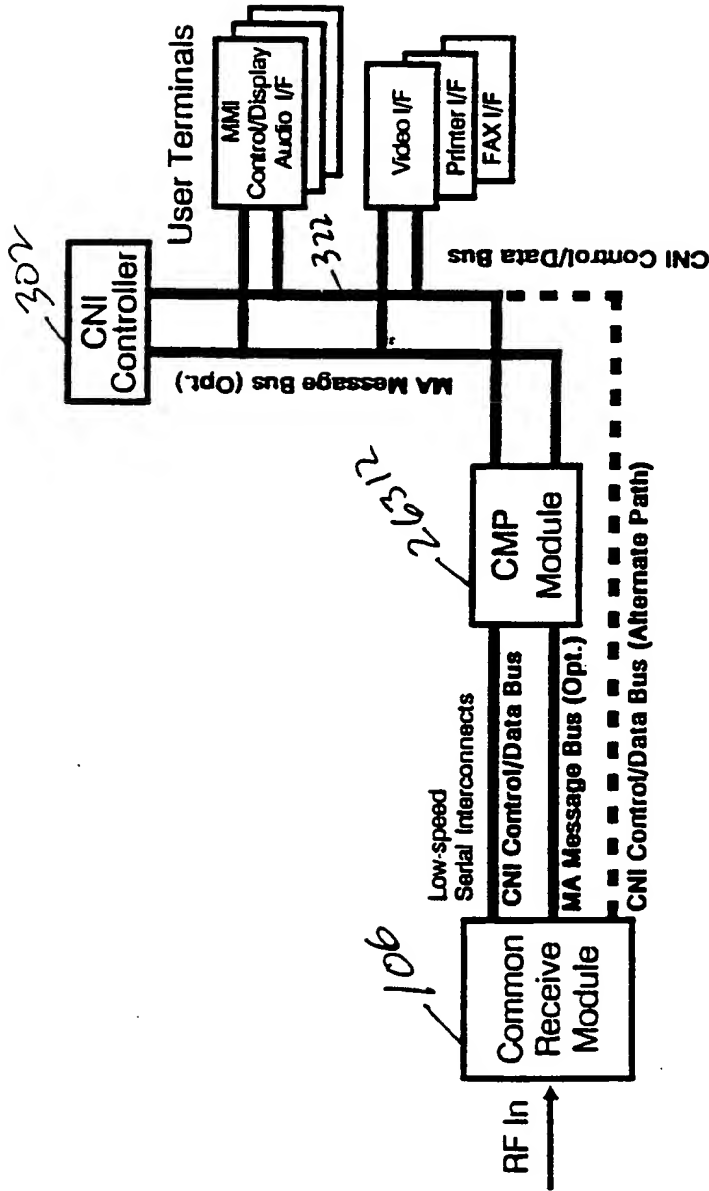 302
CNI
Controller
User Terminals
MMI
Control/Display
Audio I/F
322
Video I/F
Printer I/F
FAX I/F
CNI Control/Data Bus
MA Message Bus (Opt.)
26312
CMP
Module
Low-speed
Serial Interconnects
CNI Control/Data Bus
MA Message Bus (Opt.)
CNI Control/Data Bus (Alternate Path)
106
Common
Receive
Module
RF In